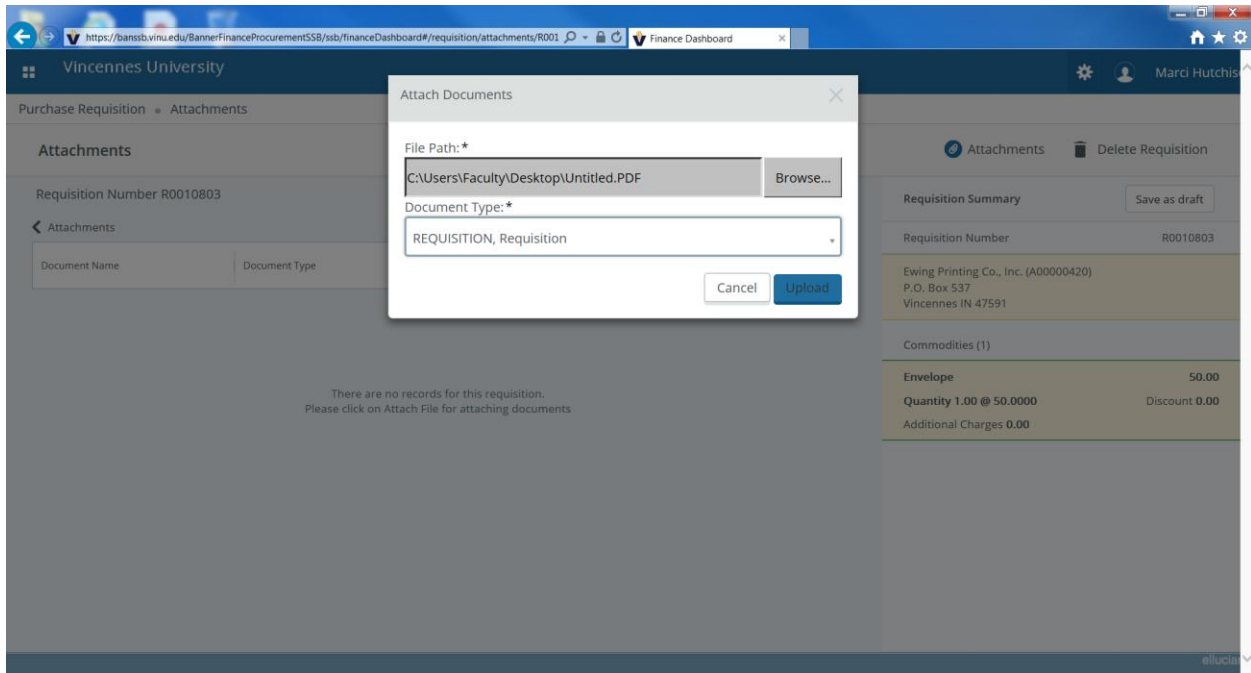 https://banssb.vinu.edu/BannerFinanceProcurementSSB/ssb/financeDashboard#/requisition/attachments/R001
Finance Dashboard
Vincennes University
Marci Hutchis
Purchase Requisition
Attachments
Attachments
Attachments
Delete Requisition
Requisition Number R0010803
Attachments
Document Name
Document Type
Attach Documents
File Path:*
C:\Users\Faculty\Desktop\Untitled.PDF
Browse...
Document Type:*
REQUISITION, Requisition
Cancel
Upload
There are no records for this requisition.
Please click on Attach File for attaching documents
Requisition Summary
Save as draft
Requisition Number
R0010803
Ewing Printing Co., Inc. (A00000420)
P.O. Box 537
Vincennes IN 47591
Commodities (1)
Envelope
50.00
Quantity 1.00 @ 50.0000
Discount 0.00
Additional Charges 0.00
ellucia